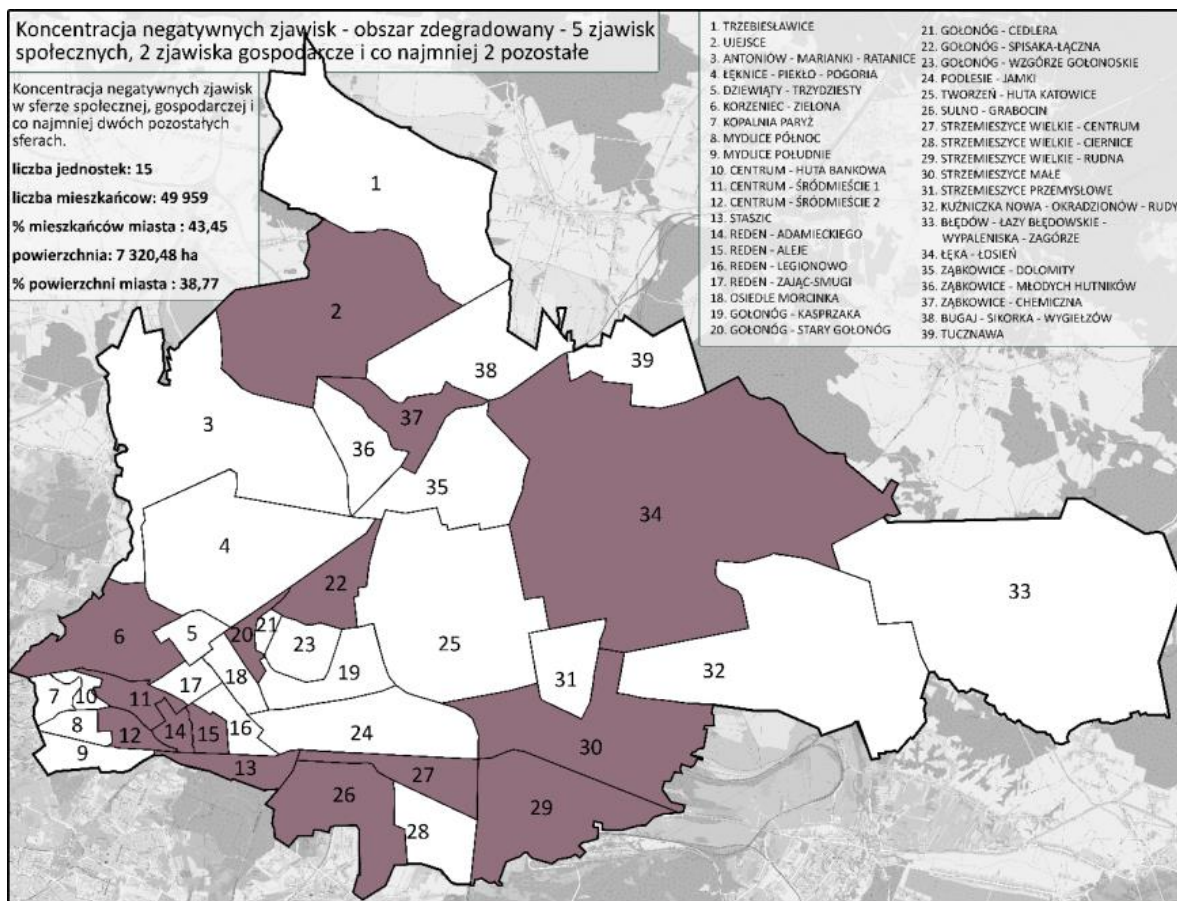 Koncentracja negatywnych zjawisk - obszar zdegradowany - 5 zjawisk
społecznych, 2 zjawiska gospodarcze i co najmniej 2 pozostałe
Koncentracja negatywnych zjawisk
w sferze społecznej, gospodarczej i
co najmniej dwóch pozostałych
sferach.
liczba jednostek: 15
liczba mieszkańcow: 49 959
% mieszkańców miasta : 43,45
powierzchnia: 7 320,48 ha
% powierzchni miasta : 38,77
1. TRZEBIESŁAWICE
2. UJEJSCE
3. ANTONIÓW - MARIANKI - RATANICE
4. ŁĘKNICE - PIEKŁO - POGORIA
5. DZIEWIĄTY - TRZYDZIESTY
6. KORZENIEC - ZIELONA
7. KOPALNIA PARYŻ
8. MYDLICE PÓŁNOC
9. MYDLICE POŁUDNIE
10. CENTRUM - HUTA BANKOWA
11. CENTRUM - ŚRÓDMIEŚCIE 1
12. CENTRUM - ŚRÓDMIEŚCIE 2
13. STASZIC
14. REDEN - ADAMIECKIEGO
15. REDEN - ALEJE
16. REDEN - LEGIONOWO
17. REDEN - ZAJĄC-SMUGI
18. OSIEDLE MORCINKA
19. GOŁONÓG - KASPRZAKA
20. GOŁONÓG - STARY GOŁONÓG
21. GOŁONÓG - CEDLERA
22. GOŁONÓG - SPISAKA-ŁĄCZNA
23. GOŁONÓG - WZGÓRZE GOŁONOSKIE
24. PODLESIE - JAMKI
25. TWORZEŃ - HUTA KATOWICE
26. SULNO - GRABOCIN
27. STRZEMIESZYCE WIELKIE - CENTRUM
28. STRZEMIESZYCE WIELKIE - CIERNICE
29. STRZEMIESZYCE WIELKIE - RUDNA
30. STRZEMIESZYCE MAŁE
31. STRZEMIESZYCE PRZEMYSŁOWE
32. KUŹNICZKA NOWA - OKRADZIONÓW - RUDY
33. BŁĘDÓW - ŁAZY BŁĘDOWSKIE -
WYPALENISKA - ZAGÓRZE
34. ŁĘKA - ŁOSIEŃ
35. ZĄBKOWICE - DOLOMITY
36. ZĄBKOWICE - MŁODYCH HUTNIKÓW
37. ZĄBKOWICE - CHEMICZNA
38. BUGAJ - SIKORKA - WYGIEŁZÓW
39. TUCZNAWA
1
2
38
39
3
37
36
35
34
4
22
33
6
5
20
21
23
25
18
19
31
32
17
7
10
11
8
12
14
15
16
24
30
9
13
27
26
29
28